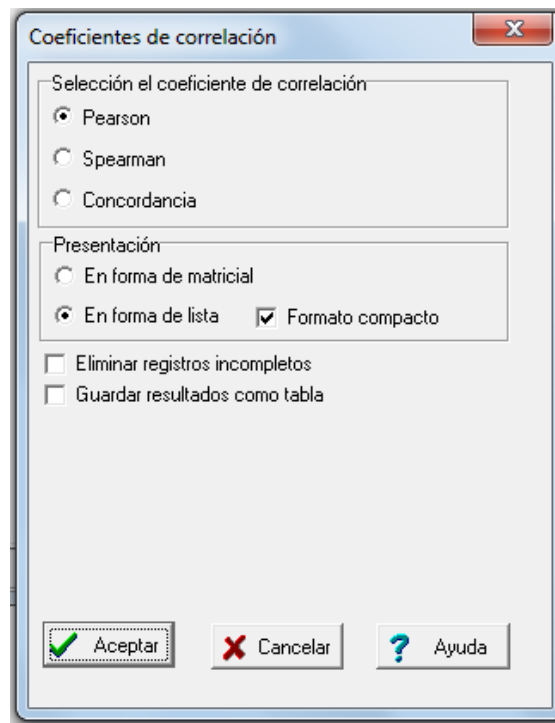 Coeficientes de correlación
Selección el coeficiente de correlación
Pearson
Spearman
Concordancia
Presentación
En forma de matricial
En forma de lista Formato compacto
Eliminar registros incompletos
Guardar resultados como tabla
Aceptar Cancelar Ayuda